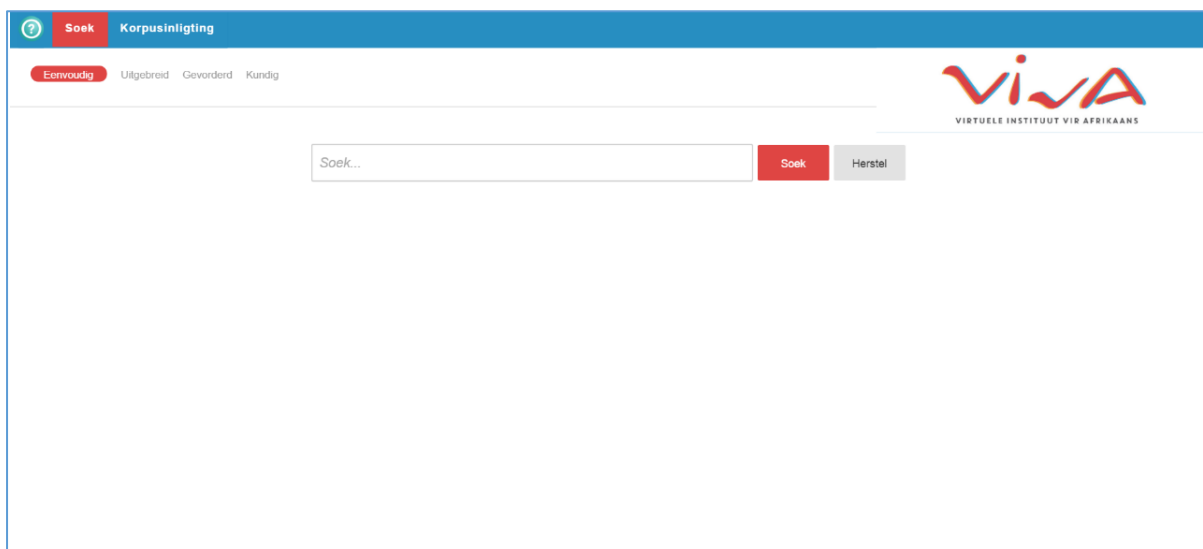 ? Soek Korpusinligting
Eenvoudig Uitgebreid Gevorderd Kundig
VivA
VIRTUELE INSTITUUT VIR AFRIKAANS
Soek... Soek Herstel